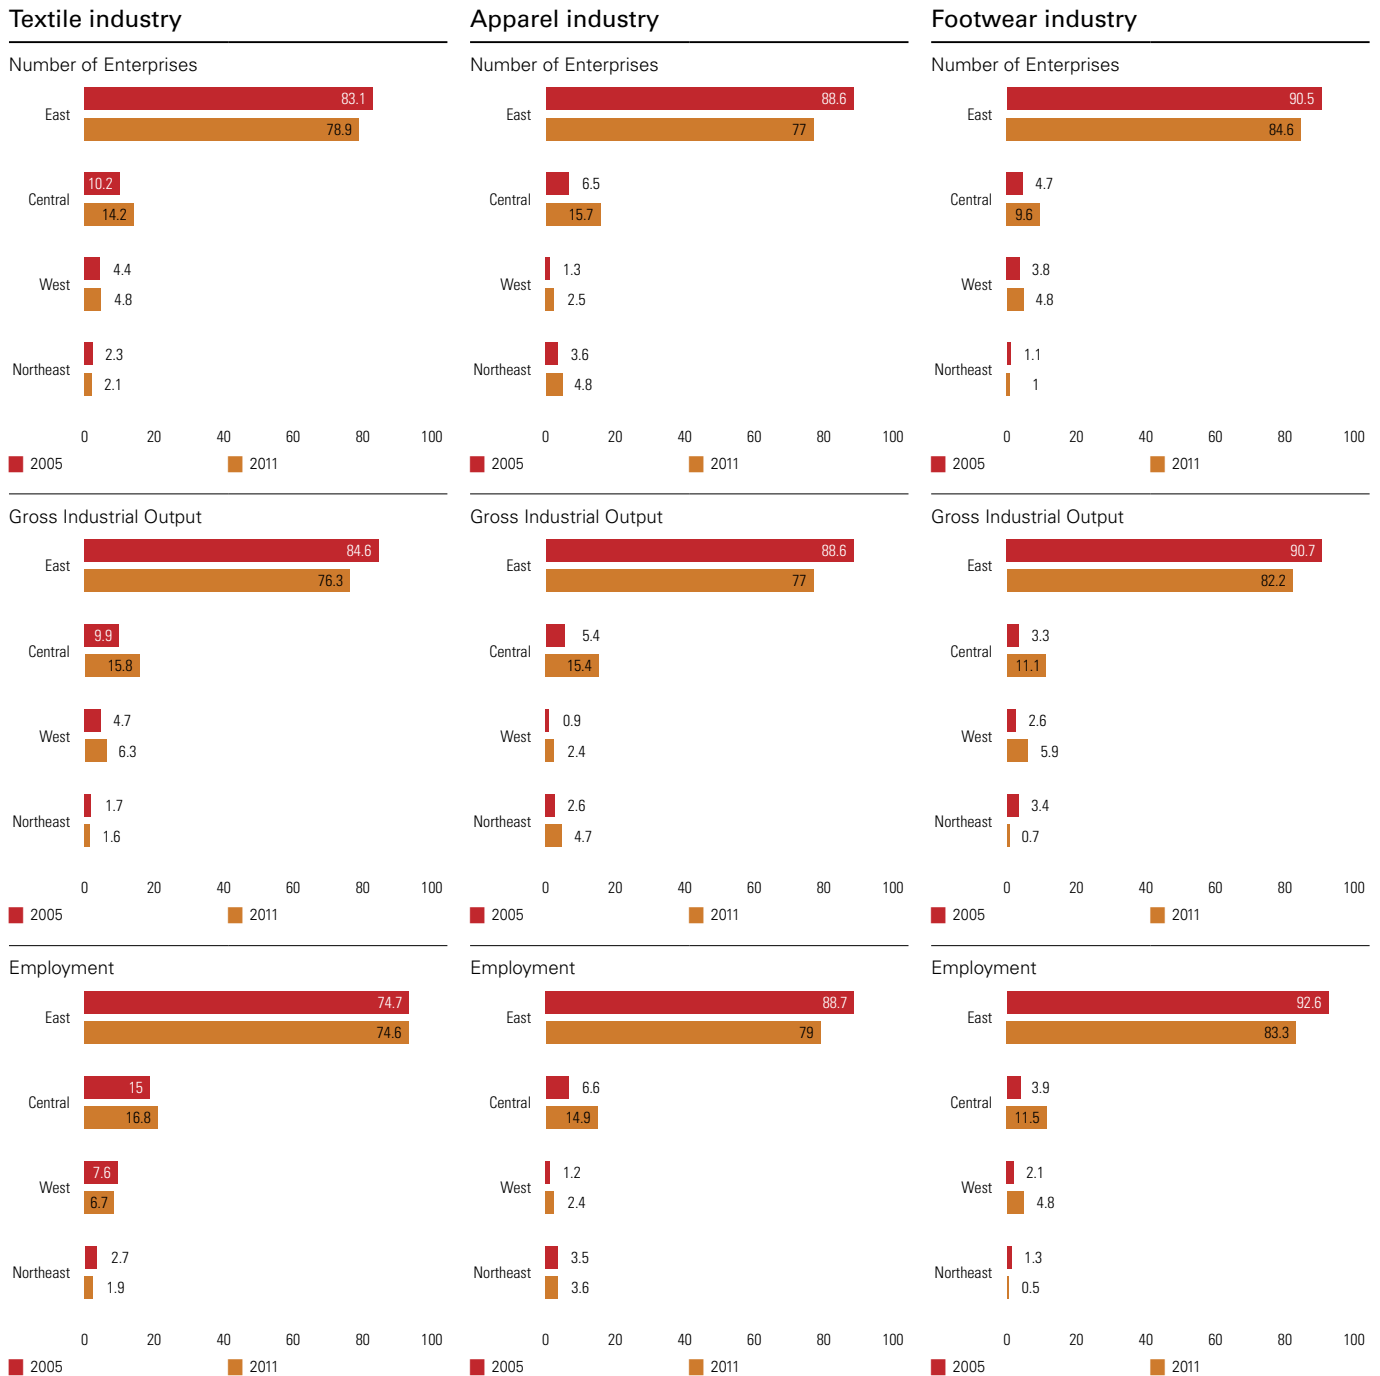 Textile industry
Number of Enterprises
East
83.1
78.9
Central
10.2
14.2
West
4.4
4.8
Northeast
2.3
2.1
0 20 40 60 80 100
2005 2011
Gross Industrial Output
East
84.6
76.3
Central
9.9
15.8
West
4.7
6.3
Northeast
1.7
1.6
0 20 40 60 80 100
2005 2011
Employment
East
74.7
74.6
Central
15
16.8
West
7.6
6.7
Northeast
2.7
1.9
0 20 40 60 80 100
2005 2011
Apparel industry
Number of Enterprises
East
88.6
77
Central
6.5
15.7
West
1.3
2.5
Northeast
3.6
4.8
0 20 40 60 80 100
2005 2011
Gross Industrial Output
East
88.6
77
Central
5.4
15.4
West
0.9
2.4
Northeast
2.6
4.7
0 20 40 60 80 100
2005 2011
Employment
East
88.7
79
Central
6.6
14.9
West
1.2
2.4
Northeast
3.5
3.6
0 20 40 60 80 100
2005 2011
Footwear industry
Number of Enterprises
East
90.5
84.6
Central
4.7
9.6
West
3.8
4.8
Northeast
1.1
1
0 20 40 60 80 100
2005 2011
Gross Industrial Output
East
90.7
82.2
Central
3.3
11.1
West
2.6
5.9
Northeast
3.4
0.7
0 20 40 60 80 100
2005 2011
Employment
East
92.6
83.3
Central
3.9
11.5
West
2.1
4.8
Northeast
1.3
0.5
0 20 40 60 80 100
2005 2011